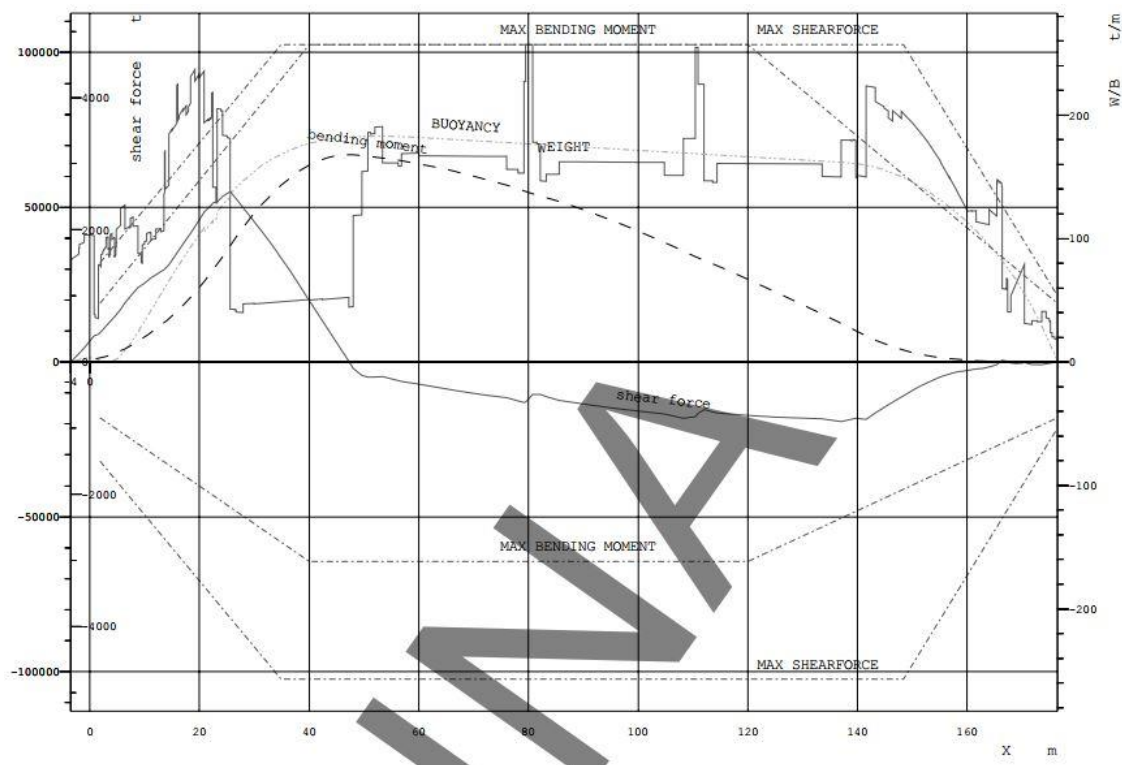 t
t/m
MAX BENDING MOMENT MAX SHEARFORCE
100000
4000
200
shear force
W/B
BUOYANCY
bending moment
WEIGHT
50000
2000
100
0 0 0
4 0
shear force
-2000
-100
-50000
MAX BENDING MOMENT
-4000
-200
MAX SHEARFORCE
-100000
0 20 40 60 80 100 120 140 160
X m